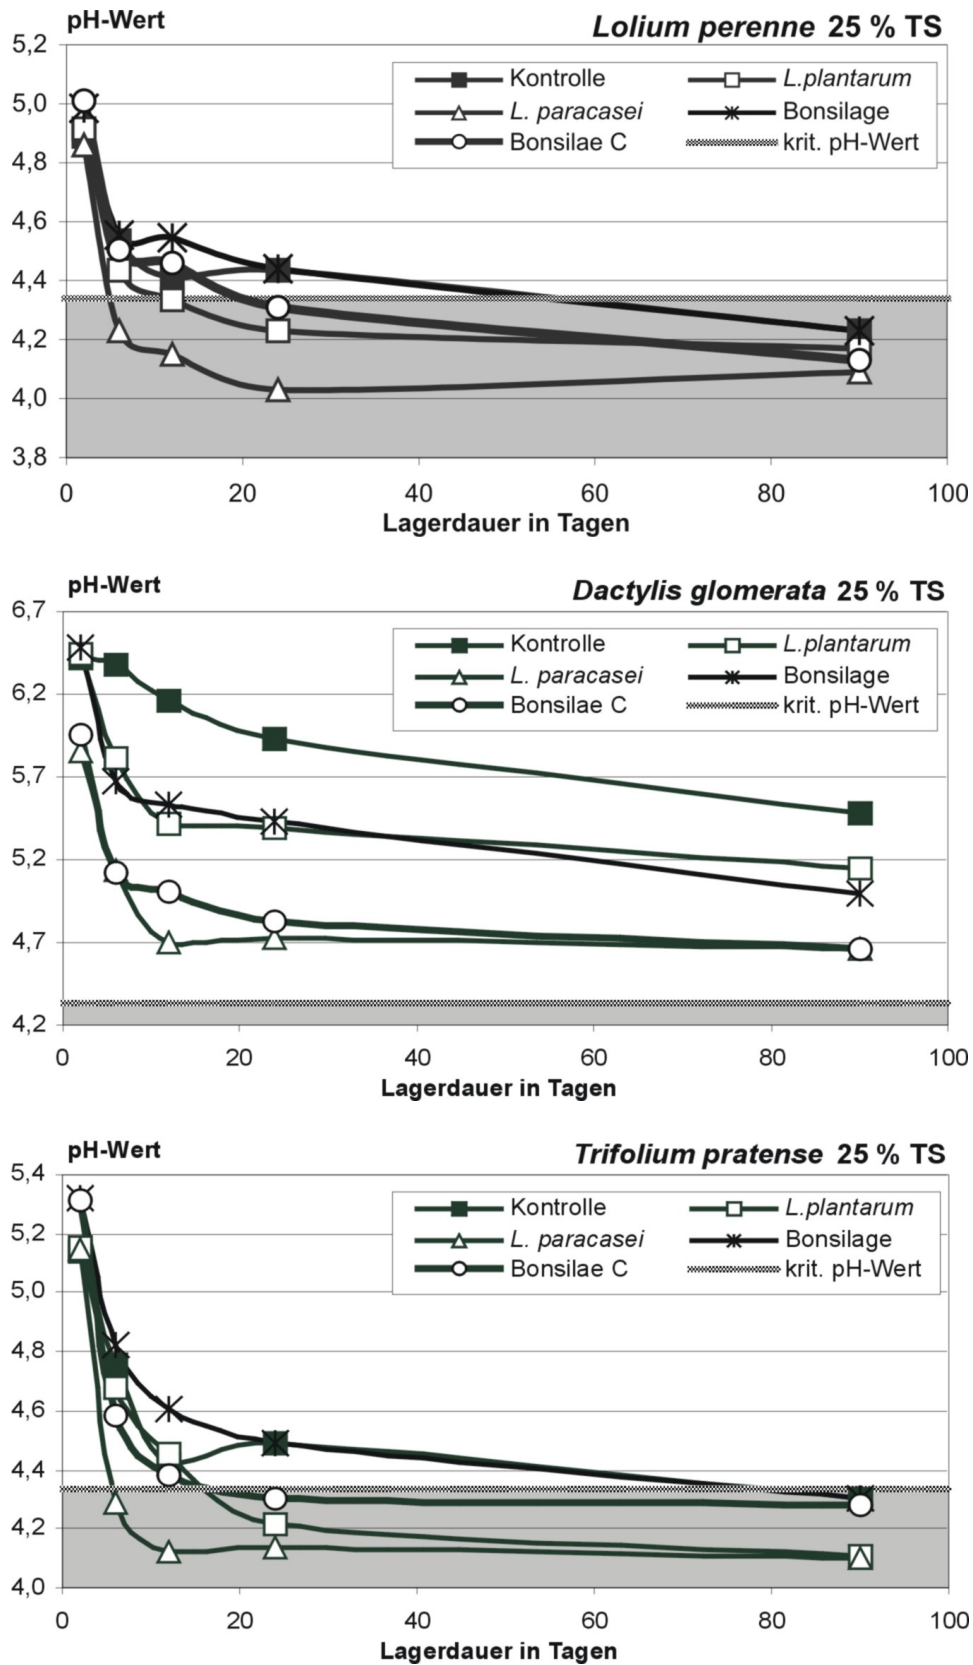 pH-Wert
Lolium perenne 25 % TS
5,2
5,0
4,8
4,6
4,4
4,2
4,0
3,8
Kontrolle
L.plantarum
L. paracasei
Bonsilage
Bonsilae C
krit. pH-Wert
0 20 40 60 80 100
Lagerdauer in Tagen
pH-Wert
Dactylis glomerata 25 % TS
6,7
6,2
5,7
5,2
4,7
4,2
Kontrolle
L.plantarum
L. paracasei
Bonsilage
Bonsilae C
krit. pH-Wert
0 20 40 60 80 100
Lagerdauer in Tagen
pH-Wert
Trifolium pratense 25 % TS
5,4
5,2
5,0
4,8
4,6
4,4
4,2
4,0
Kontrolle
L.plantarum
L. paracasei
Bonsilage
Bonsilae C
krit. pH-Wert
0 20 40 60 80 100
Lagerdauer in Tagen